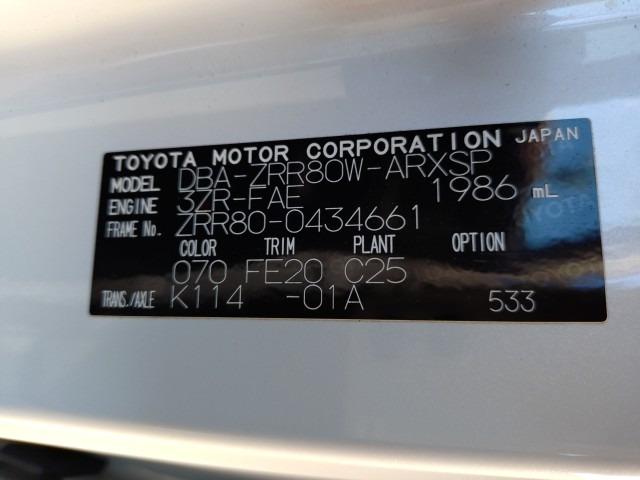 TOYOTA MOTOR CORPORATION JAPAN
MODEL DBA-ZRR80W-ARXSP
ENGINE 3ZR-FAE 1986 mL
FRAME No. ZRR80-0434661
COLOR TRIM PLANT OPTION
070 FE20 C25
TRANS./AXLE K114 -01A 533